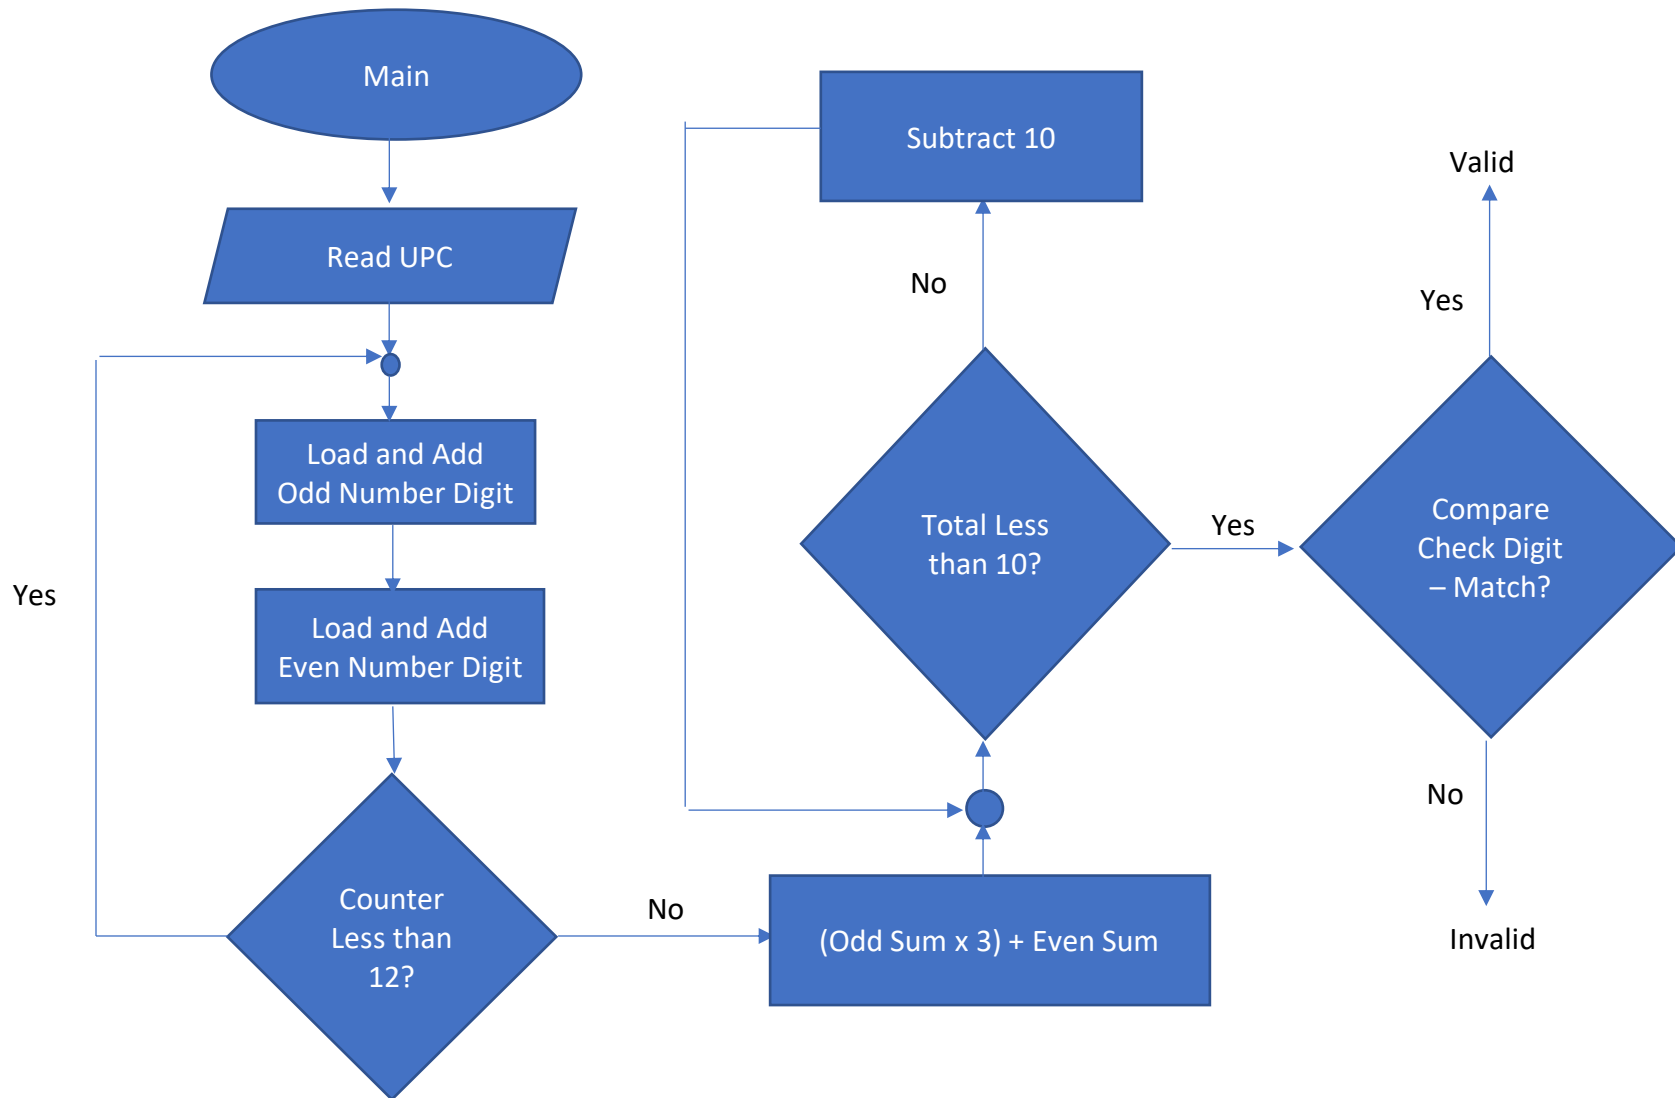 Main
Read UPC
Load and Add
Odd Number Digit
Load and Add
Even Number Digit
Yes
Counter
Less than
12?
No
(Odd Sum x 3) + Even Sum
Total Less
than 10?
No
Subtract 10
Yes
Compare
Check Digit
– Match?
Yes
Valid
No
Invalid